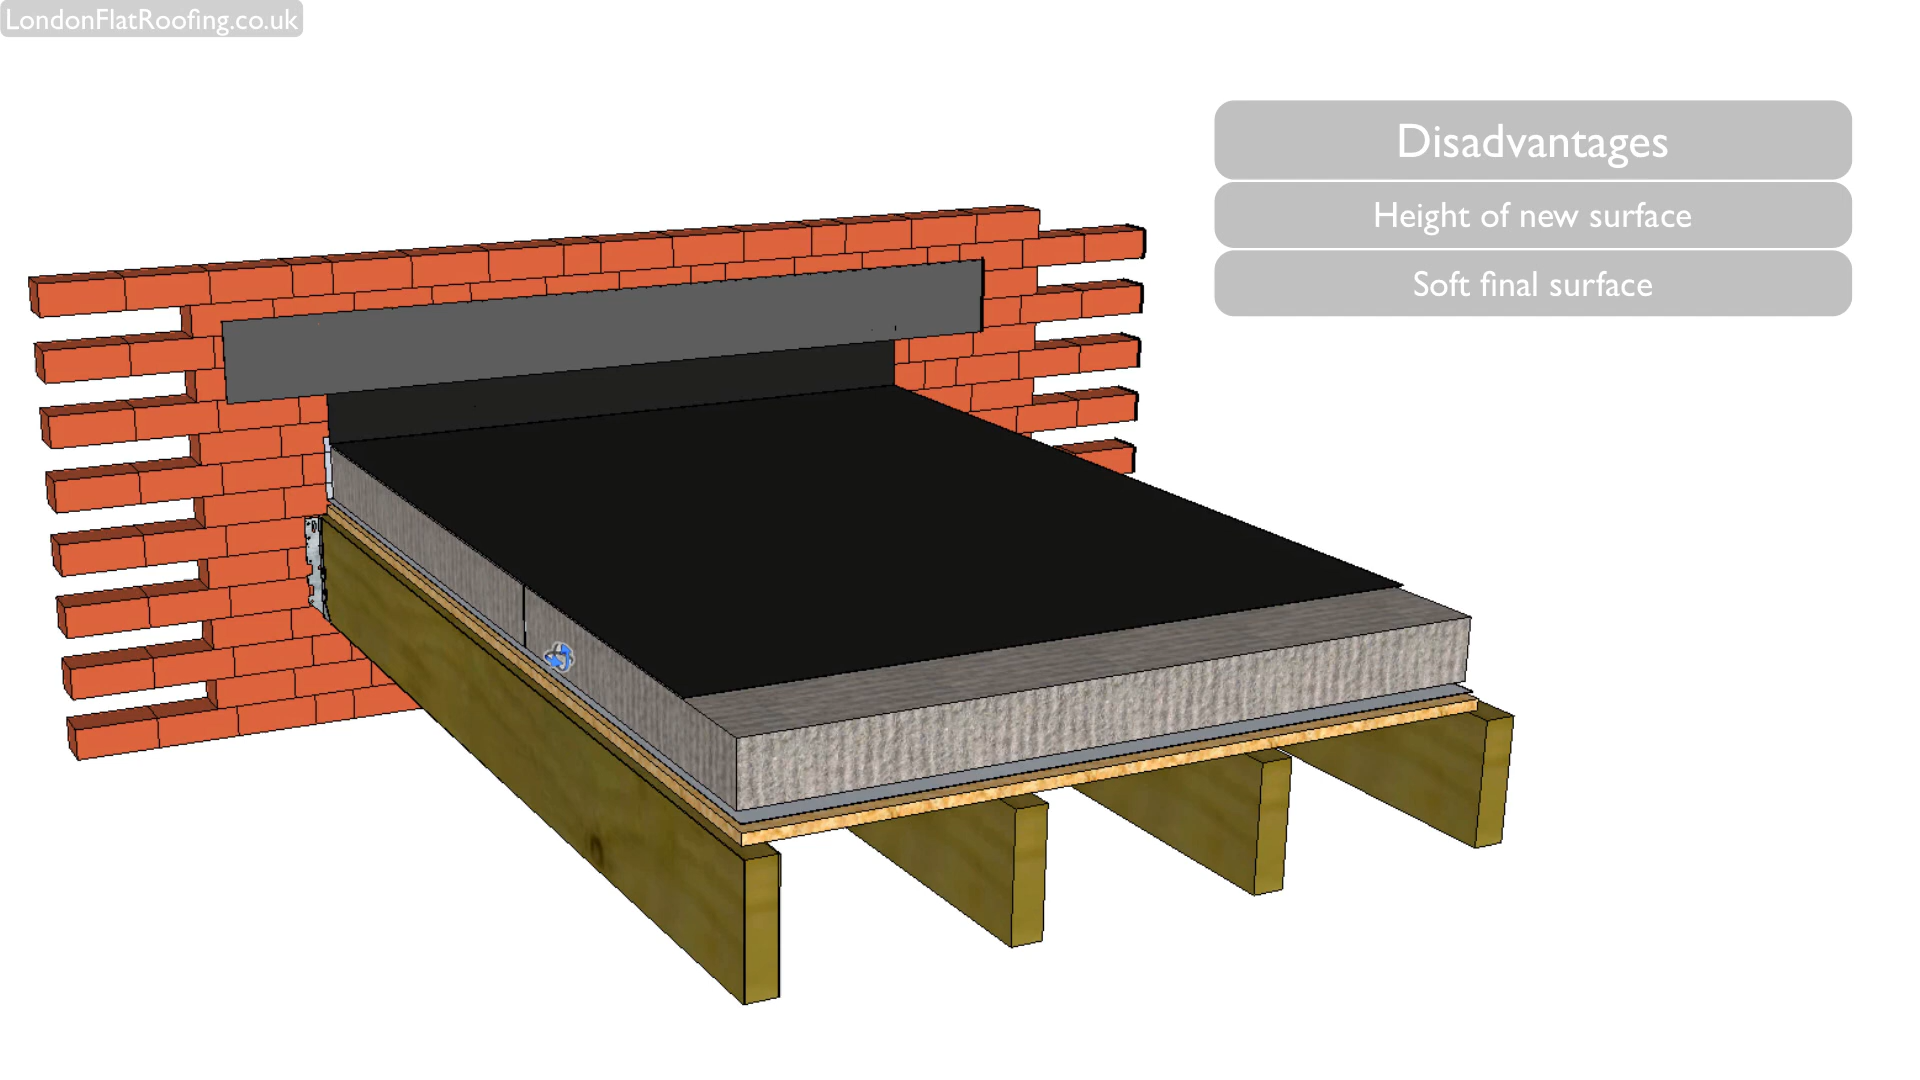 LondonFlatRoofing.co.uk
Disadvantages
Height of new surface
Soft final surface